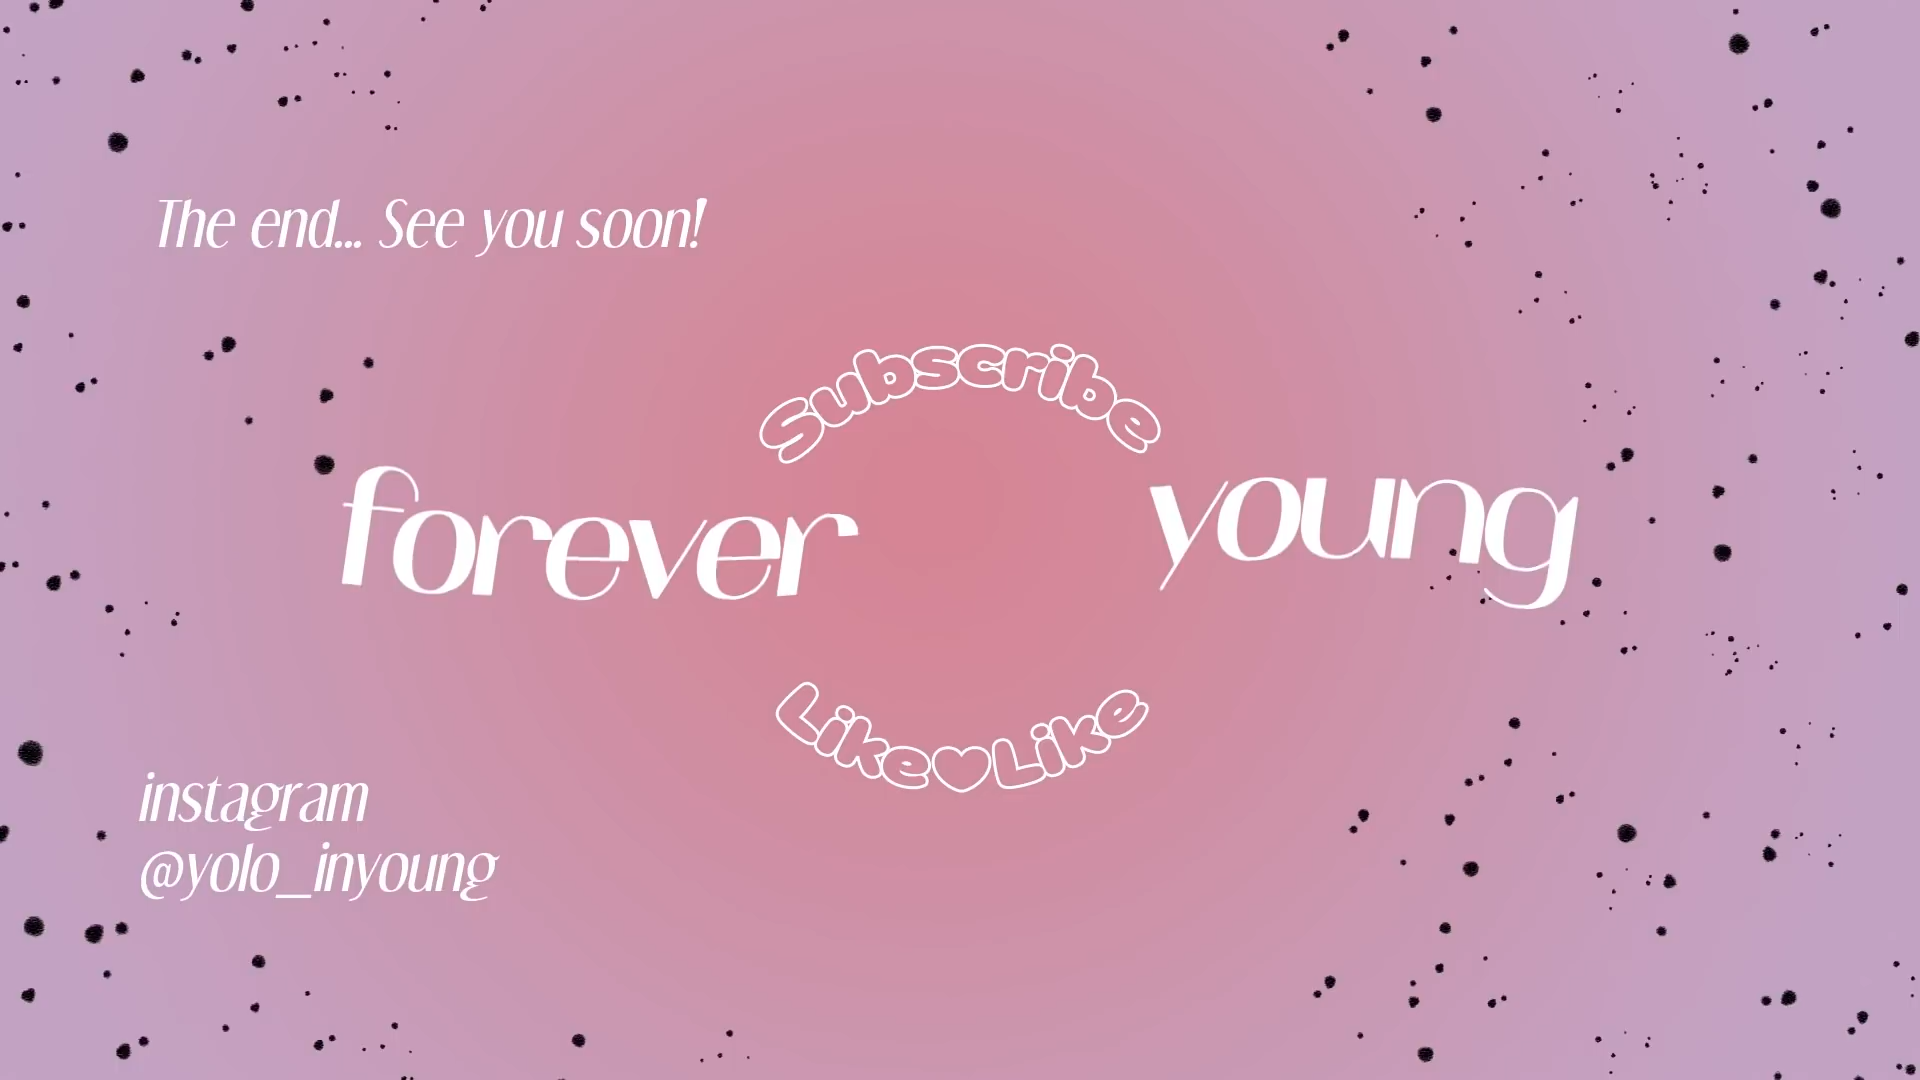 The end... See you soon!
Subscribe
forever young
Like♥Like
instagram
@yolo_inyoung